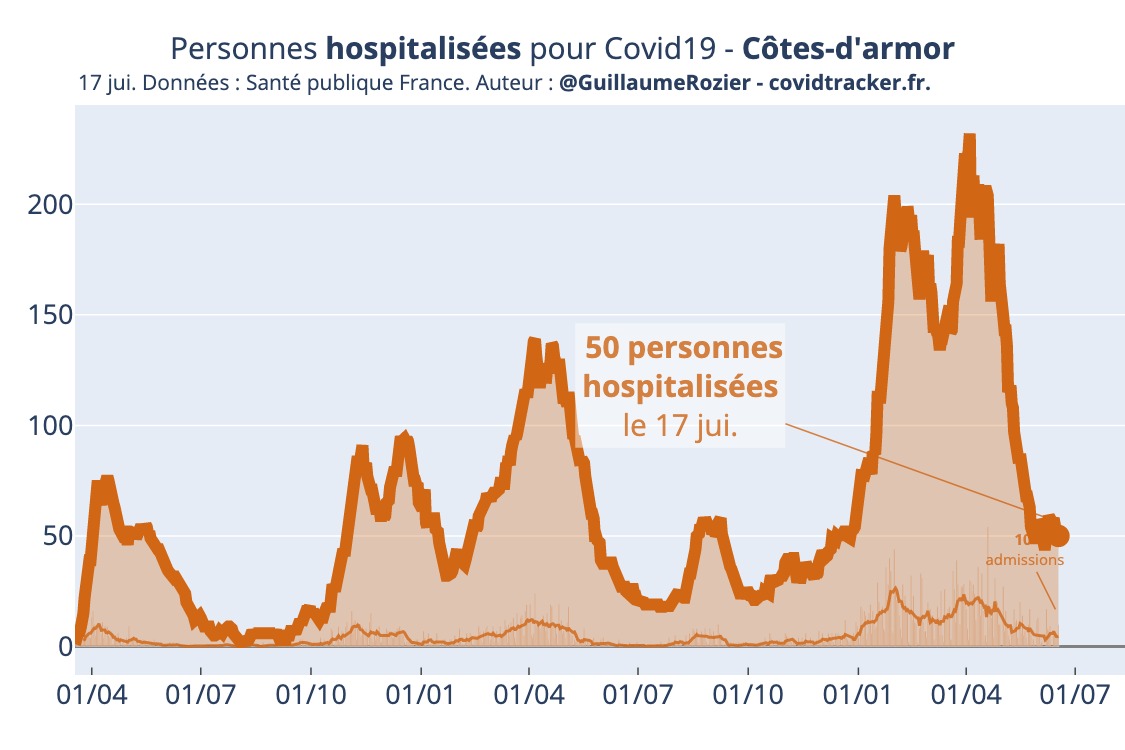 Personnes hospitalisées pour Covid19 - Côtes-d'armor
17 jui. Données : Santé publique France. Auteur : @GuillaumeRozier - covidtracker.fr.
200
150
100
50
0
50 personnes
hospitalisées
le 17 jui.
admissions
01/04
01/07
01/10
01/01
01/04
01/07
01/10
01/01
01/04
01/07